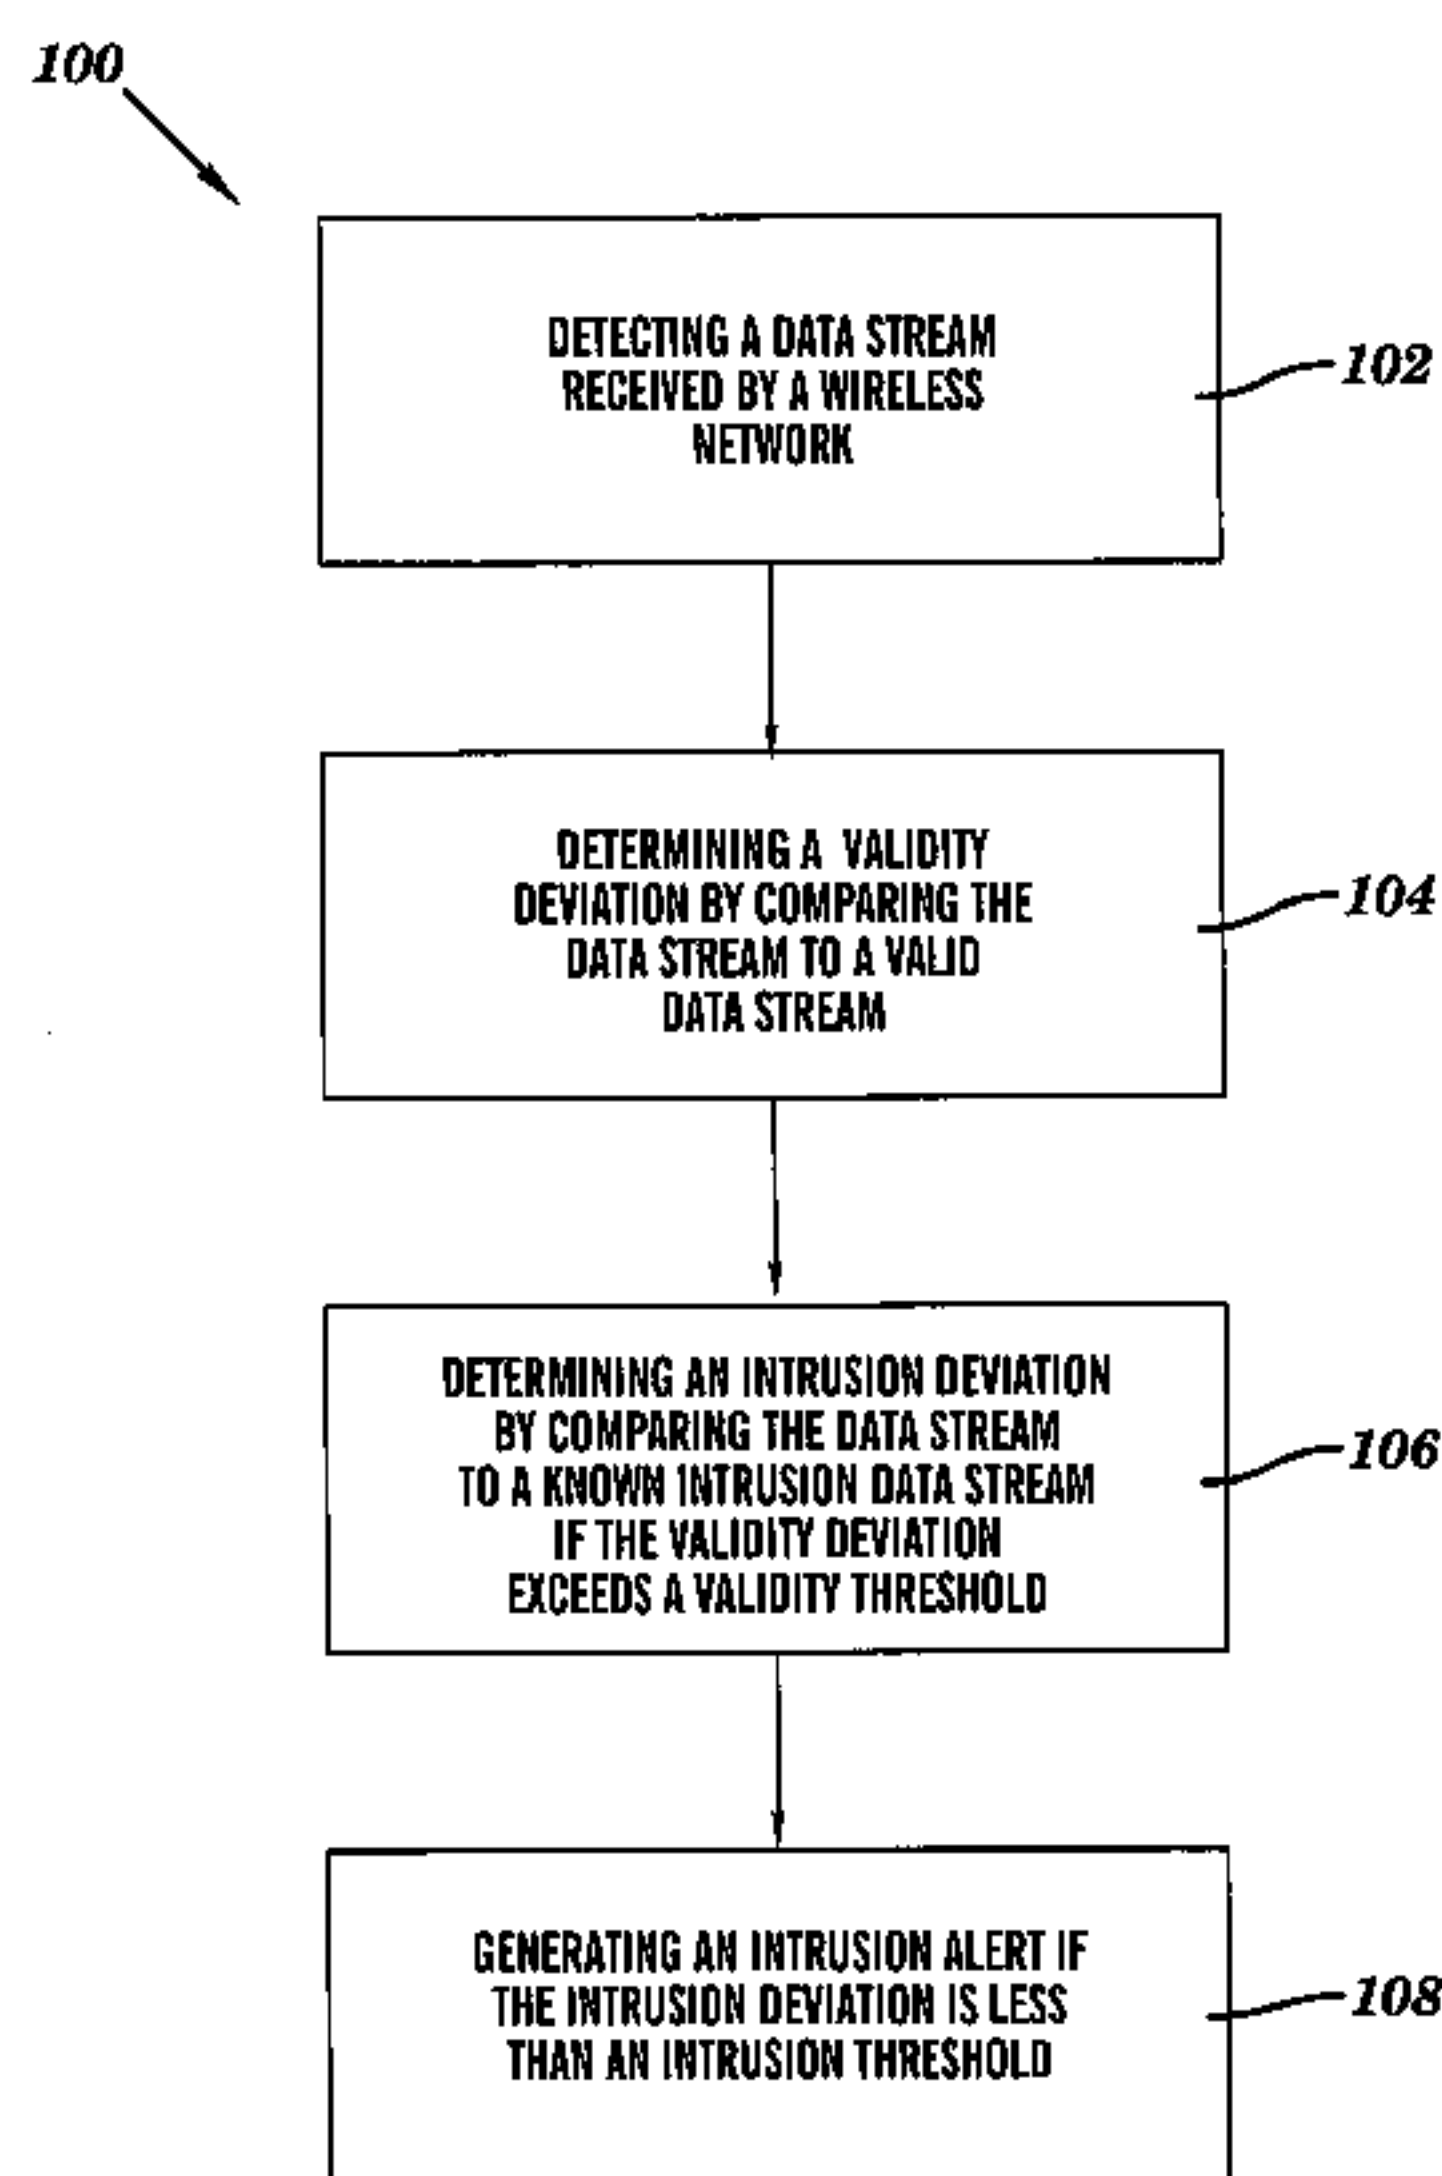 100
DETECTING A DATA STREAM
RECEIVED BY A WIRELESS
NETWORK
102
DETERMINING A VALIDITY
DEVIATION BY COMPARING THE
DATA STREAM TO A VALID
DATA STREAM
104
DETERMINING AN INTRUSION DEVIATION
BY COMPARING THE DATA STREAM
TO A KNOWN INTRUSION DATA STREAM
IF THE VALIDITY DEVIATION
EXCEEDS A VALIDITY THRESHOLD
106
GENERATING AN INTRUSION ALERT IF
THE INTRUSION DEVIATION IS LESS
THAN AN INTRUSION THRESHOLD
108